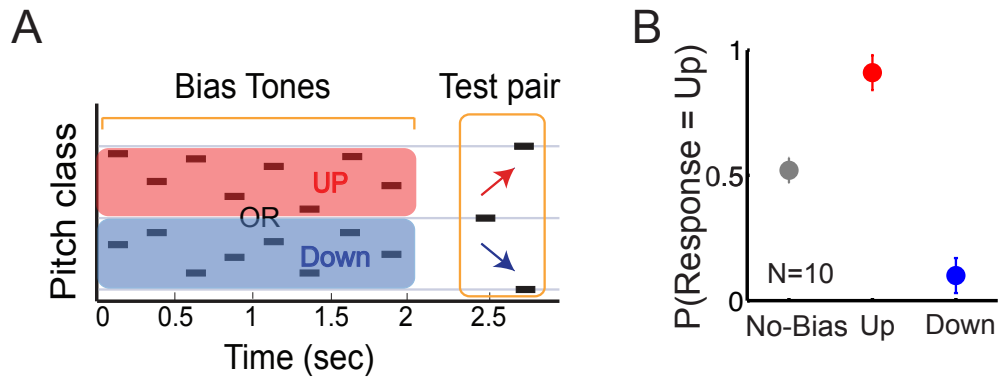 A
Bias Tones
Test pair
Pitch class
UP
OR
Down
0
0.5
1
1.5
2
2.5
Time (sec)
B
P(Response = Up)
1
0.5
0
N=10
No-Bias
Up
Down